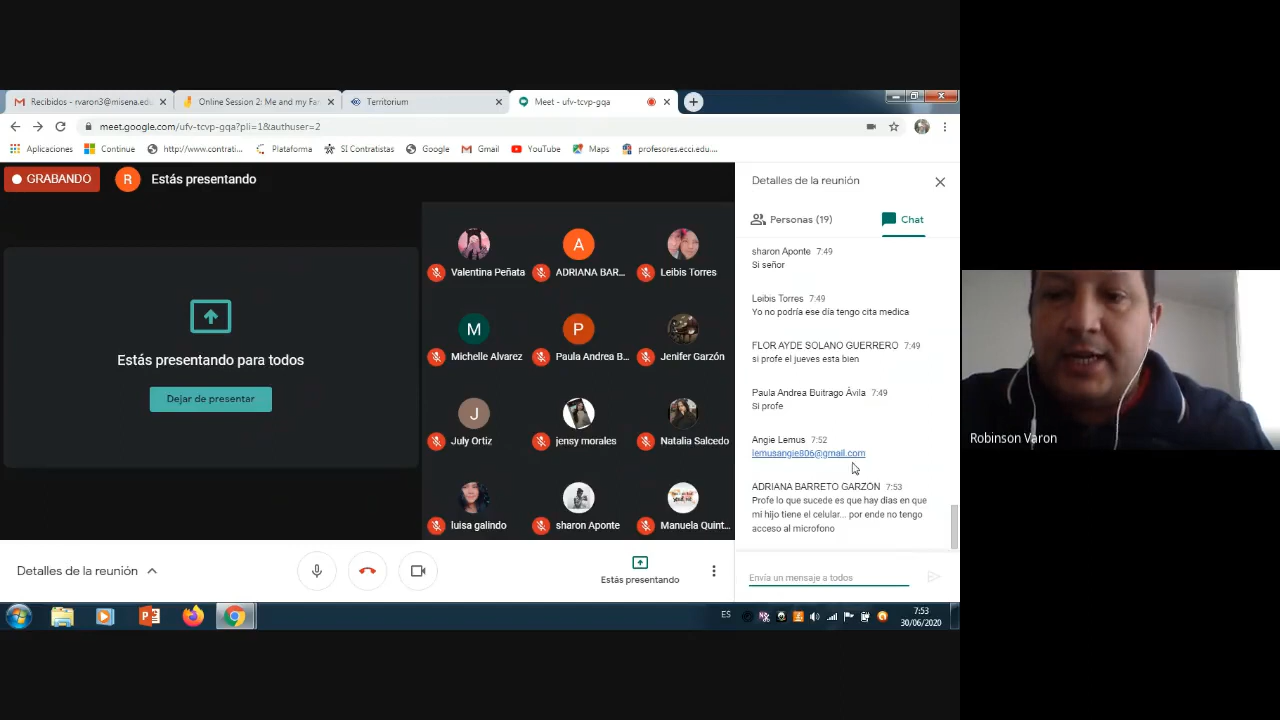 Recibidos - rvaron3@misena.ed
Online Session 2: Me and my Fa
Territorium
Meet - ufv-tcvp-gqa
meet.google.com/ufv-tcvp-gqa?pli=1&authuser=2
Aplicaciones
Continue
http://www.contrati...
Plataforma
SI Contratistas
Google
Gmail
YouTube
Maps
profesores.ecci.edu....
GRABANDO
R
Estás presentando
Estás presentando para todos
Dejar de presentar
Valentina Peñata
A
ADRIANA BAR...
Leibis Torres
M
Michelle Alvarez
P
Paula Andrea B...
Jenifer Garzón
J
July Ortiz
jensy morales
Natalia Salcedo
luisa galindo
sharon Aponte
Manuela Quint...
Detalles de la reunión
Personas (19)
Chat
sharon Aponte 7:49
Si señor
Leibis Torres 7:49
Yo no podría ese día tengo cita medica
FLOR AYDE SOLANO GUERRERO 7:49
si profe el jueves esta bien
Paula Andrea Buitrago Ávila 7:49
Si profe
Angie Lemus 7:52
lemusangie806@gmail.com
ADRIANA BARRETO GARZÓN 7:53
Profe lo que sucede es que hay dias en que
mi hijo tiene el celular... por ende no tengo
acceso al microfono
Envía un mensaje a todos
Detalles de la reunión
Estás presentando
ES
7:53
30/06/2020
Robinson Varon